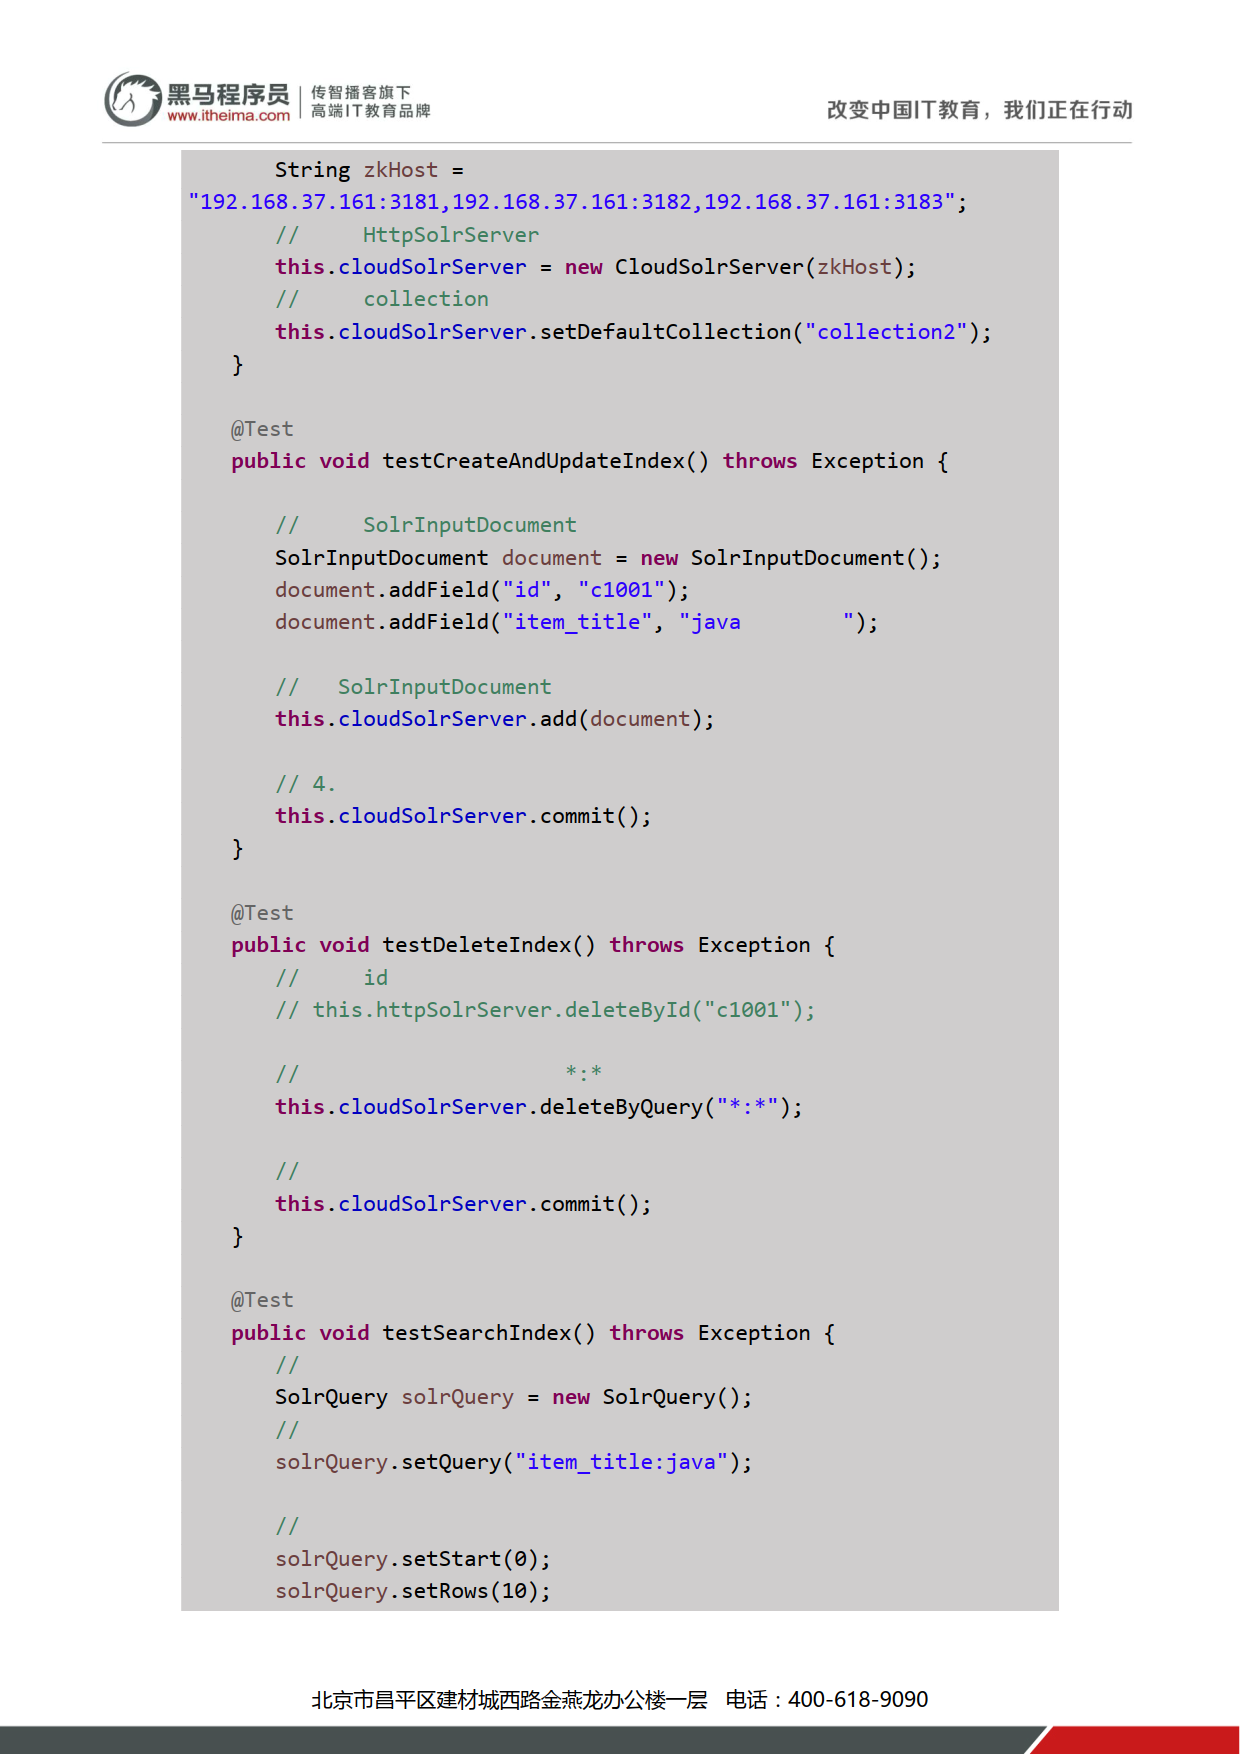 黑马程序员
www.itheima.com
传智播客旗下
高端IT教育品牌
改变中国IT教育，我们正在行动
String zkHost =
"192.168.37.161:3181,192.168.37.161:3182,192.168.37.161:3183";
// HttpSolrServer
this.cloudSolrServer = new CloudSolrServer(zkHost);
// collection
this.cloudSolrServer.setDefaultCollection("collection2");
}
@Test
public void testCreateAndUpdateIndex() throws Exception {
// SolrInputDocument
SolrInputDocument document = new SolrInputDocument();
document.addField("id", "c1001");
document.addField("item_title", "java ");
// SolrInputDocument
this.cloudSolrServer.add(document);
// 4.
this.cloudSolrServer.commit();
}
@Test
public void testDeleteIndex() throws Exception {
// id
// this.httpSolrServer.deleteById("c1001");
// *:*
this.cloudSolrServer.deleteByQuery("*:*");
//
this.cloudSolrServer.commit();
}
@Test
public void testSearchIndex() throws Exception {
//
SolrQuery solrQuery = new SolrQuery();
//
solrQuery.setQuery("item_title:java");
//
solrQuery.setStart(0);
solrQuery.setRows(10);
北京市昌平区建材城西路金燕龙办公楼一层 电话：400-618-9090